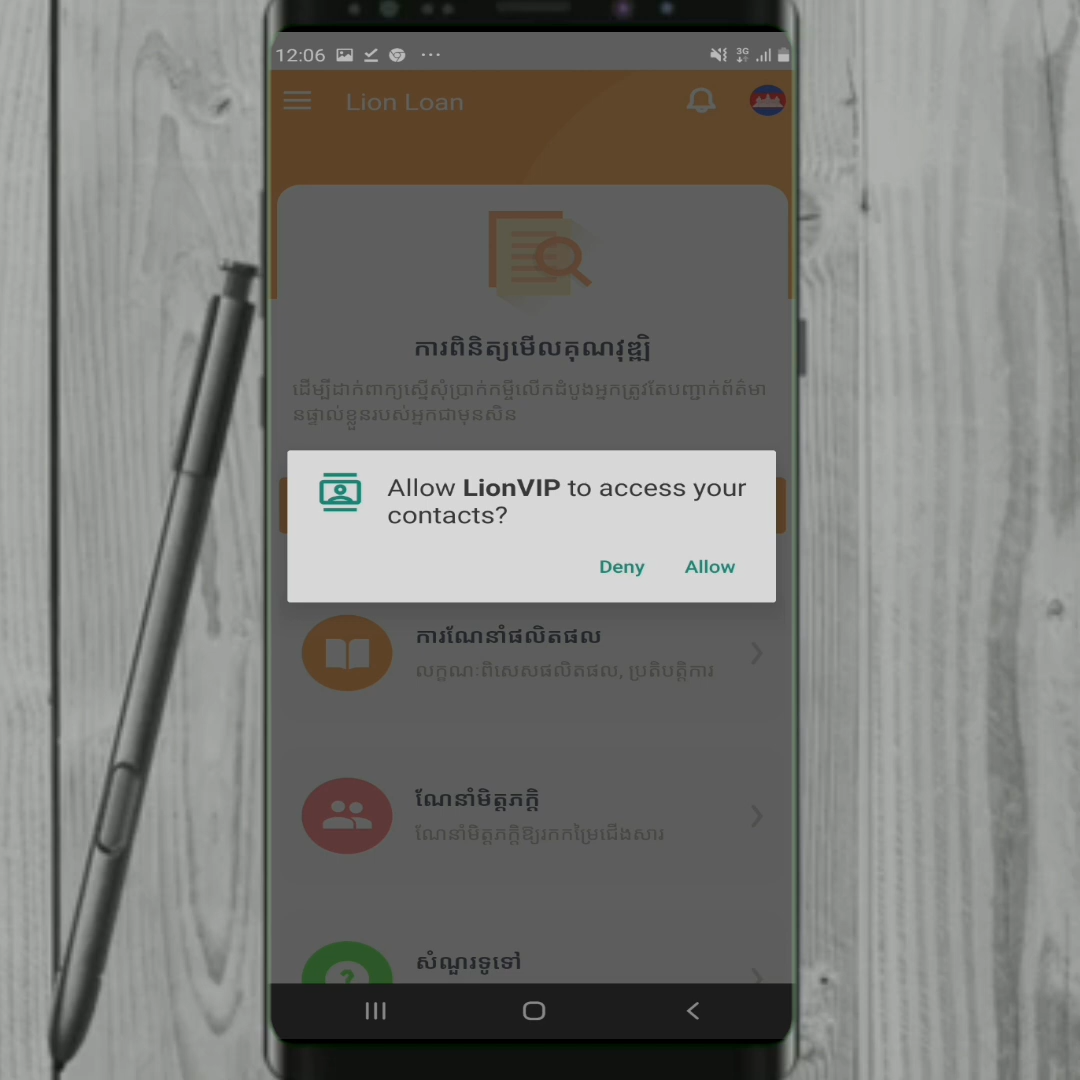 12:06
3G
Lion Loan
ការពិនិត្យមើលគុណវុឌ្ឍិ
ដើម្បីដាក់ពាក្យស្នើសុំប្រាក់កម្ចីលើកដំបូងអ្នកត្រូវតែបញ្ជាក់ព័ត៌មា
នផ្ទាល់ខ្លួនរបស់អ្នកជាមុនសិន
Allow LionVIP to access your
contacts?
Deny Allow
ការណែនាំផលិតផល
លក្ខណៈពិសេសផលិតផល, ប្រតិបត្តិការ
ណែនាំមិត្តភក្តិ
ណែនាំមិត្តភក្តិឱ្យរកកម្រៃជើងសារ
សំណួរទូទៅ